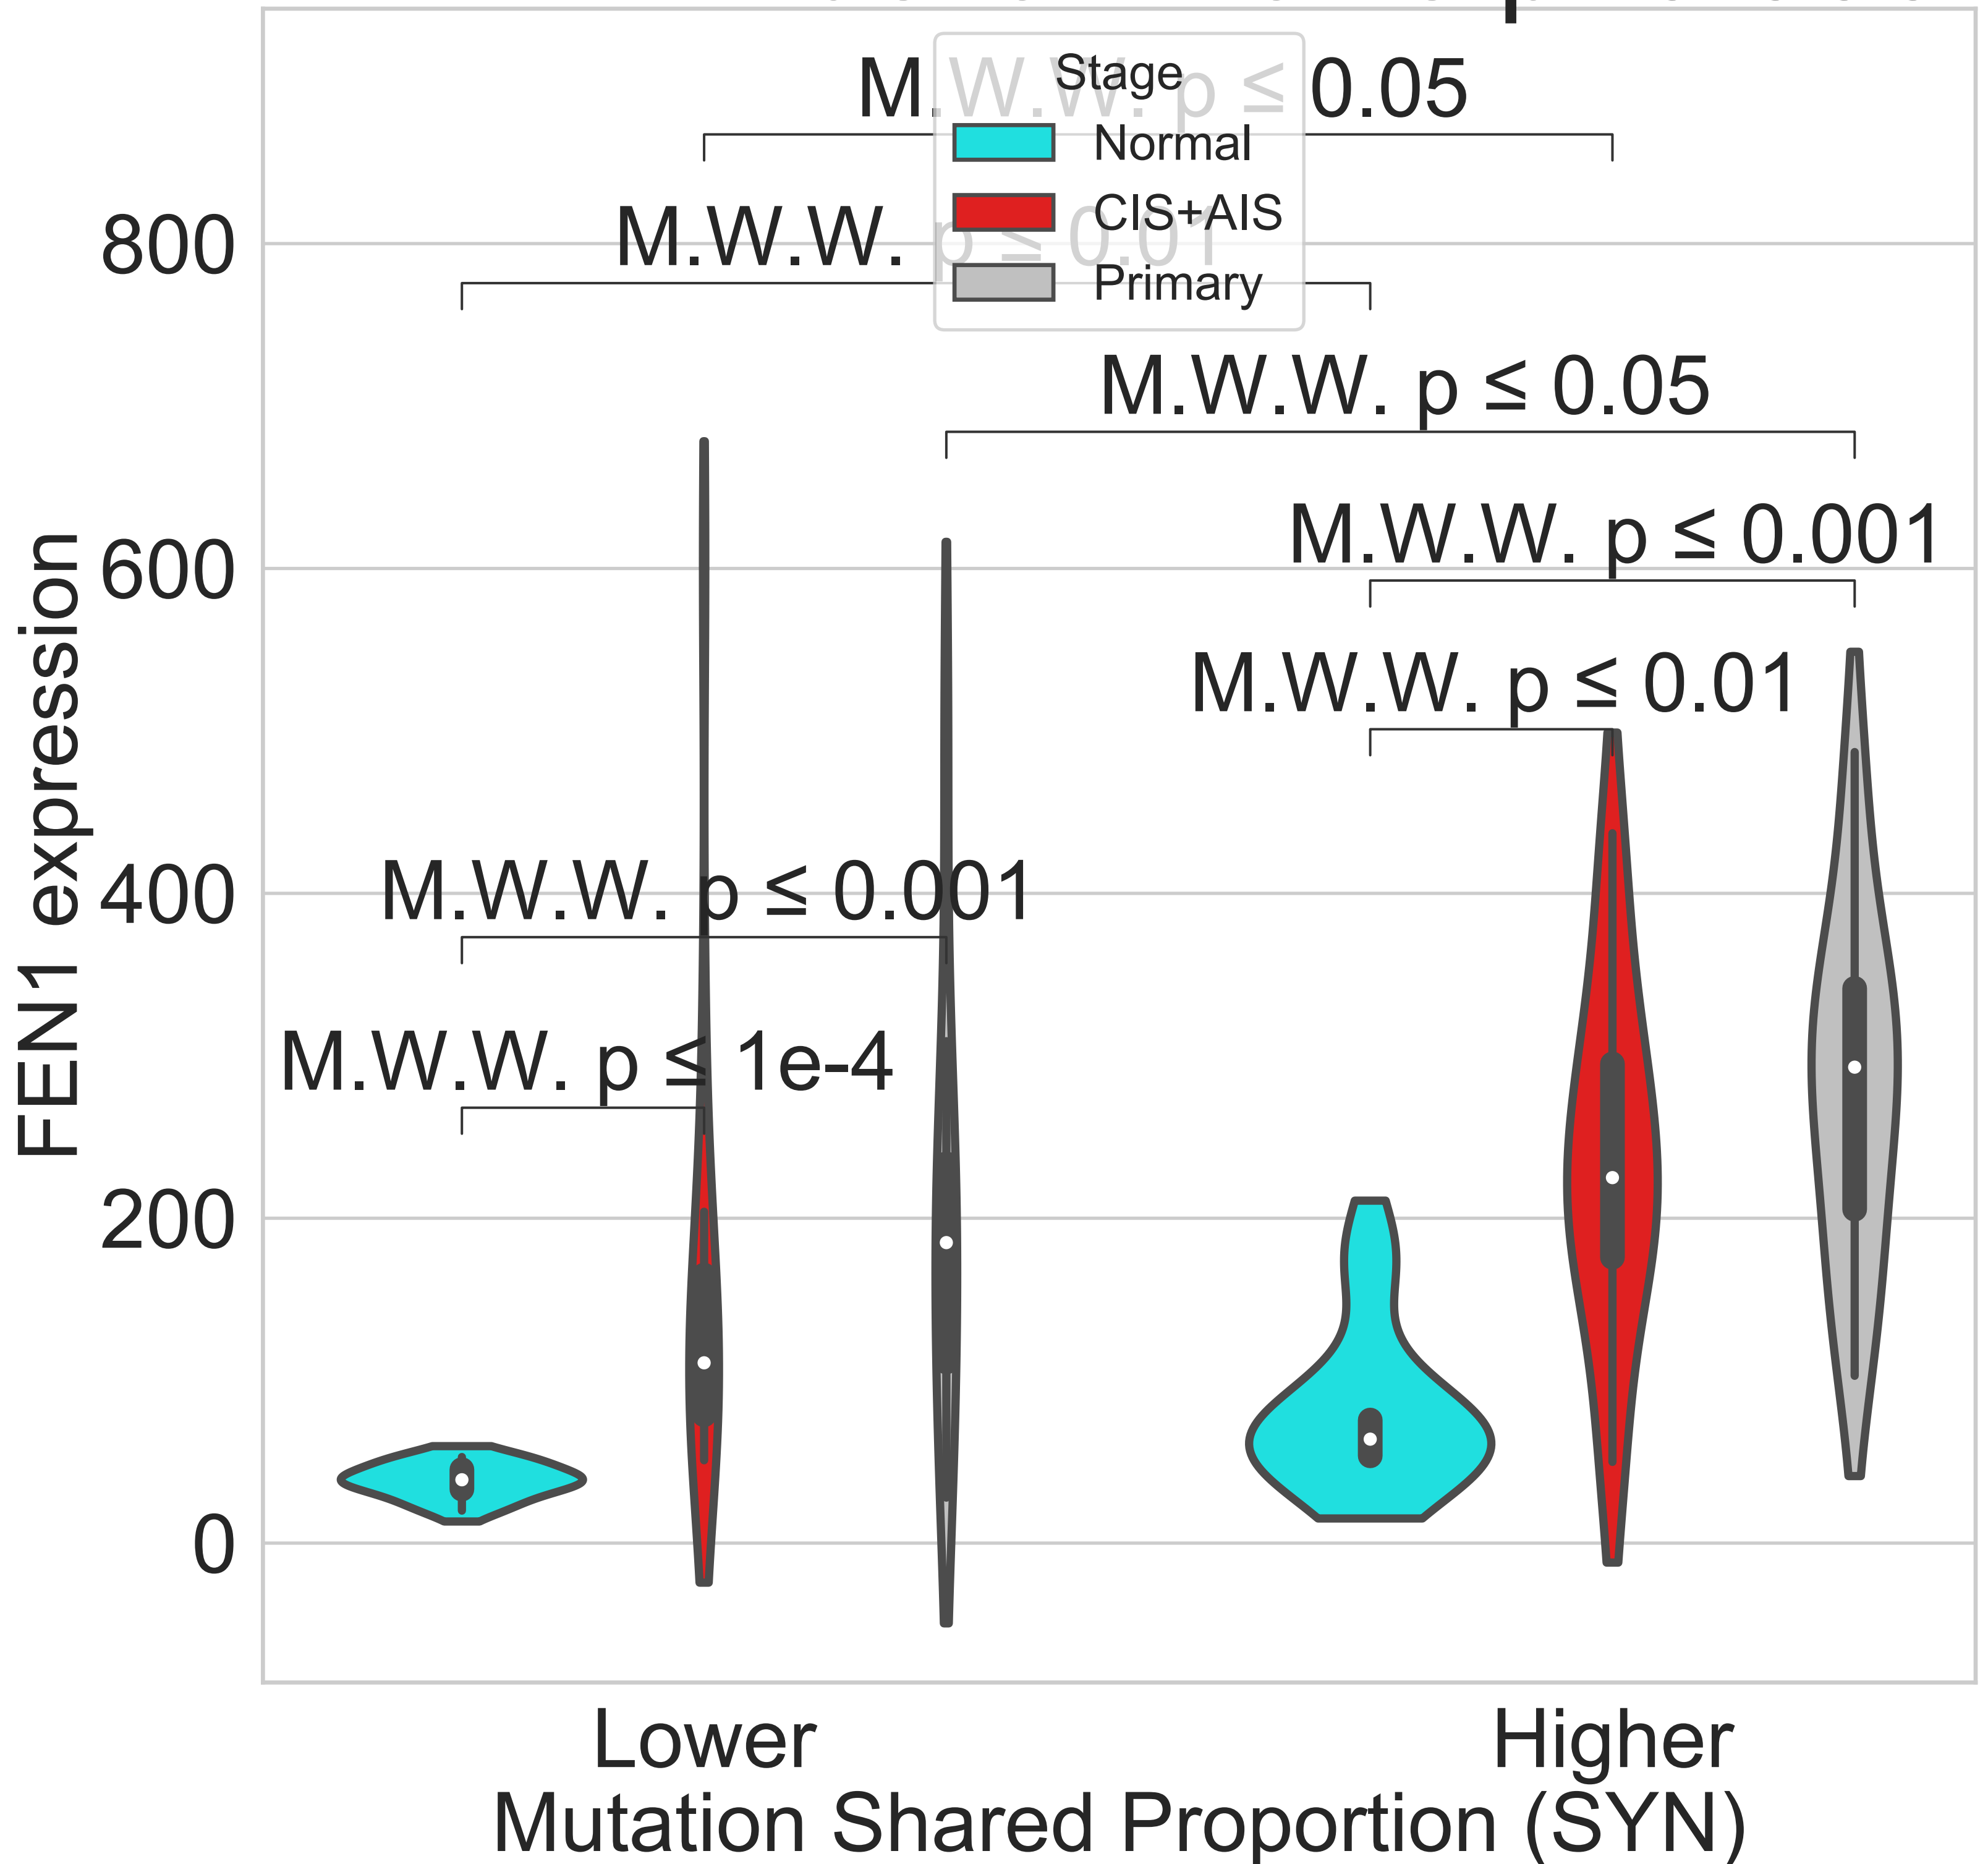 M.W.W. p ≤ 0.05
Stage
Normal
CIS+AIS
Primary
M.W.W. p ≤ 0.01
M.W.W. p ≤ 0.05
M.W.W. p ≤ 0.001
M.W.W. p ≤ 0.01
M.W.W. p ≤ 0.001
M.W.W. p ≤ 1e-4
800
600
400
200
0
FEN1 expression
Lower
Higher
Mutation Shared Proportion (SYN)